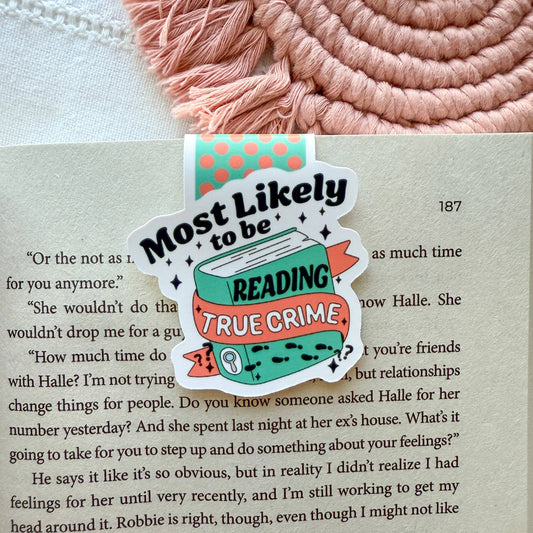 187
Most Likely
to be
READING
TRUE CRIME
??
!?
“Or the not as as much time
for you anymore.”
“She wouldn’t do tha now Halle. She
wouldn’t drop me for a gu
“How much time do t you’re friends
with Halle? I’m not trying , but relationships
change things for people. Do you know someone asked Halle for her
number yesterday? And she spent last night at her ex’s house. What’s it
going to take for you to step up and do something about your feelings?”
He says it like it’s so obvious, but in reality I didn’t realize I had
feelings for her until very recently, and I’m still working to get my
head around it. Robbie is right, though, even though I might not like